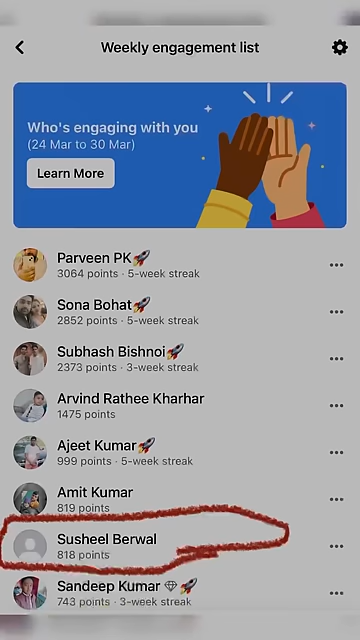 Weekly engagement list
Who's engaging with you
(24 Mar to 30 Mar)
Learn More
Parveen PK🚀
3064 points · 5-week streak
Sona Bohat🚀
2852 points · 5-week streak
Subhash Bishnoi🚀
2373 points · 3-week streak
Arvind Rathee Kharhar
1475 points
Ajeet Kumar🚀
999 points · 5-week streak
Amit Kumar
819 points
Susheel Berwal
818 points
Sandeep Kumar 💎🚀
743 points · 3-week streak